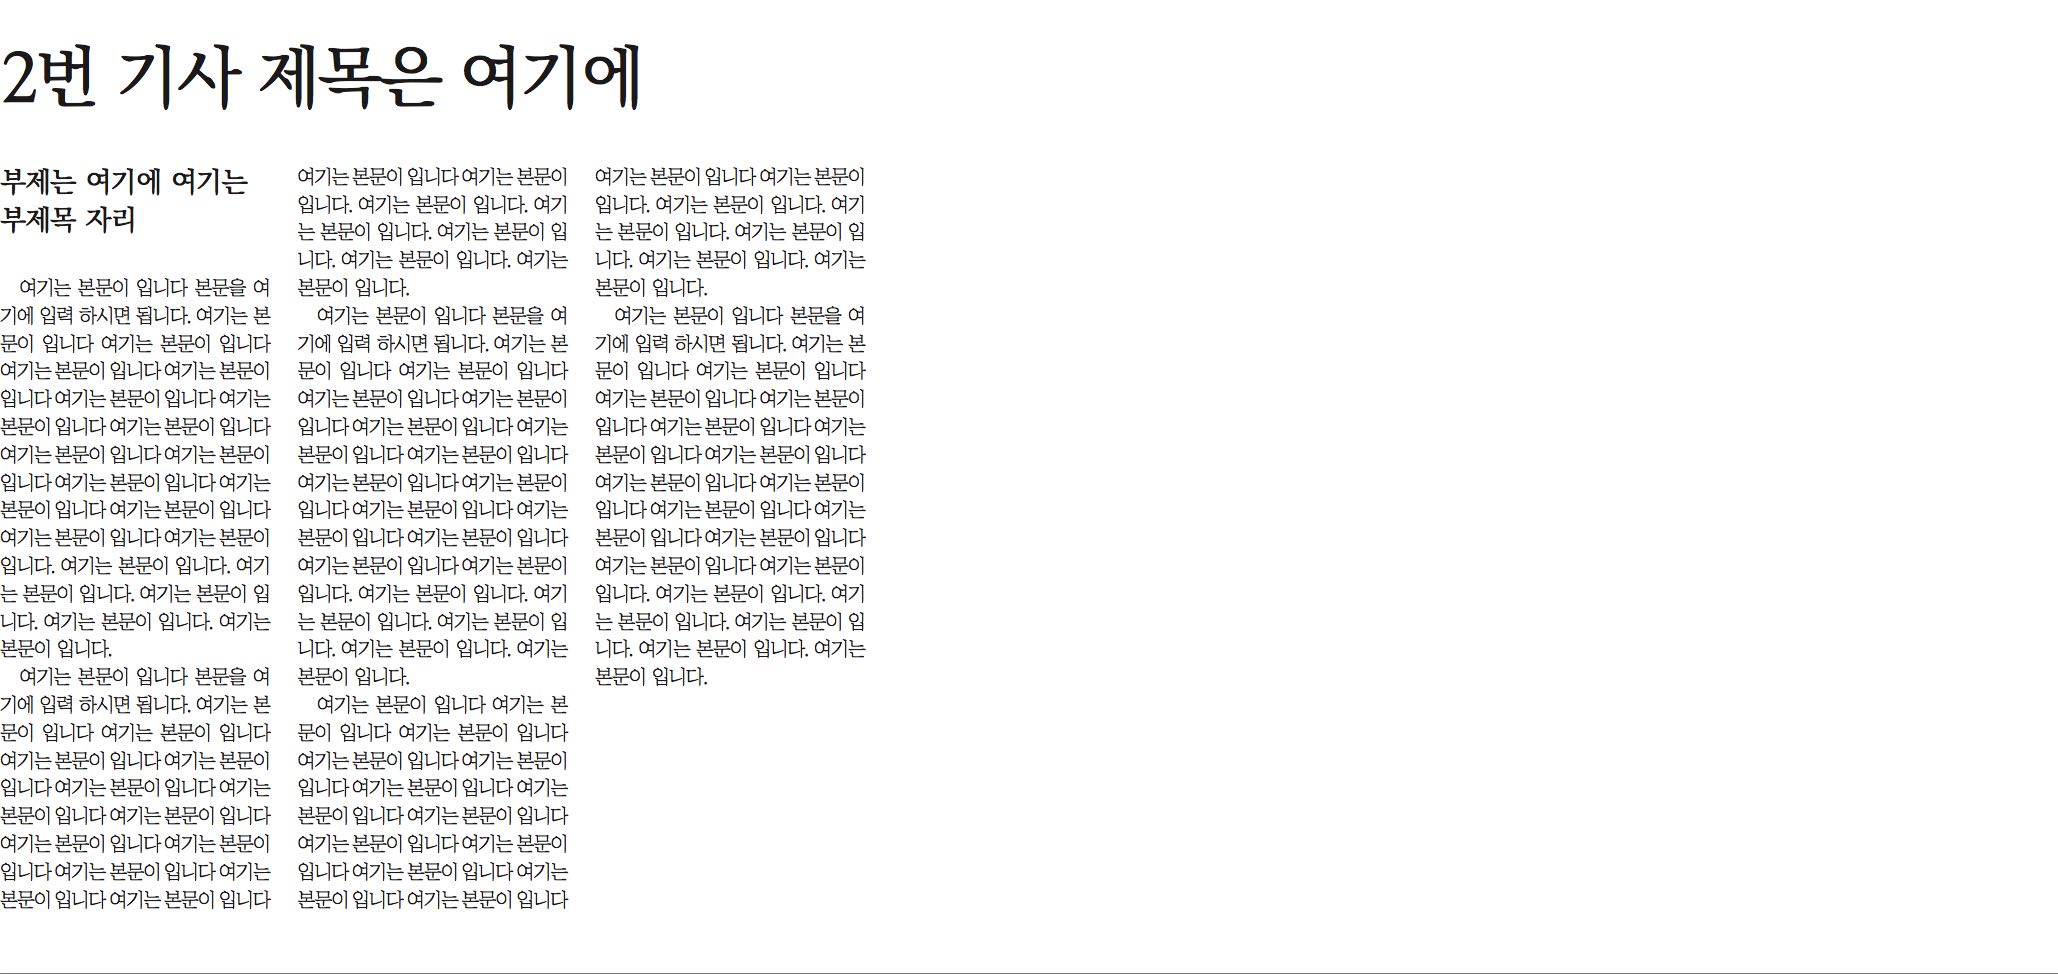 2번 기사 제목은 여기에
부제는 여기에 여기는
부제목 자리
여기는 본문이 입니다 본문을 여
기에 입력 하시면 됩니다. 여기는 본
문이 입니다 여기는 본문이 입니다
여기는 본문이 입니다 여기는 본문이
입니다 여기는 본문이 입니다 여기는
본문이 입니다 여기는 본문이 입니다
여기는 본문이 입니다 여기는 본문이
입니다 여기는 본문이 입니다 여기는
본문이 입니다 여기는 본문이 입니다
여기는 본문이 입니다 여기는 본문이
입니다. 여기는 본문이 입니다. 여기
는 본문이 입니다. 여기는 본문이 입
니다. 여기는 본문이 입니다. 여기는
본문이 입니다.
여기는 본문이 입니다 본문을 여
기에 입력 하시면 됩니다. 여기는 본
문이 입니다 여기는 본문이 입니다
여기는 본문이 입니다 여기는 본문이
입니다 여기는 본문이 입니다 여기는
본문이 입니다 여기는 본문이 입니다
여기는 본문이 입니다 여기는 본문이
입니다 여기는 본문이 입니다 여기는
본문이 입니다 여기는 본문이 입니다
여기는 본문이 입니다 여기는 본문이
입니다. 여기는 본문이 입니다. 여기
는 본문이 입니다. 여기는 본문이 입
니다. 여기는 본문이 입니다. 여기는
본문이 입니다.
여기는 본문이 입니다 본문을 여
기에 입력 하시면 됩니다. 여기는 본
문이 입니다 여기는 본문이 입니다
여기는 본문이 입니다 여기는 본문이
입니다 여기는 본문이 입니다 여기는
본문이 입니다 여기는 본문이 입니다
여기는 본문이 입니다 여기는 본문이
입니다 여기는 본문이 입니다 여기는
본문이 입니다 여기는 본문이 입니다
여기는 본문이 입니다 여기는 본문이
입니다. 여기는 본문이 입니다. 여기
는 본문이 입니다. 여기는 본문이 입
니다. 여기는 본문이 입니다. 여기는
본문이 입니다.
여기는 본문이 입니다 여기는 본
문이 입니다 여기는 본문이 입니다
여기는 본문이 입니다 여기는 본문이
입니다 여기는 본문이 입니다 여기는
본문이 입니다 여기는 본문이 입니다
여기는 본문이 입니다 여기는 본문이
입니다 여기는 본문이 입니다 여기는
본문이 입니다 여기는 본문이 입니다
여기는 본문이 입니다 여기는 본문이
입니다. 여기는 본문이 입니다. 여기
는 본문이 입니다. 여기는 본문이 입
니다. 여기는 본문이 입니다. 여기는
본문이 입니다.
여기는 본문이 입니다 본문을 여
기에 입력 하시면 됩니다. 여기는 본
문이 입니다 여기는 본문이 입니다
여기는 본문이 입니다 여기는 본문이
입니다 여기는 본문이 입니다 여기는
본문이 입니다 여기는 본문이 입니다
여기는 본문이 입니다 여기는 본문이
입니다 여기는 본문이 입니다 여기는
본문이 입니다 여기는 본문이 입니다
여기는 본문이 입니다 여기는 본문이
입니다. 여기는 본문이 입니다. 여기
는 본문이 입니다. 여기는 본문이 입
니다. 여기는 본문이 입니다. 여기는
본문이 입니다.